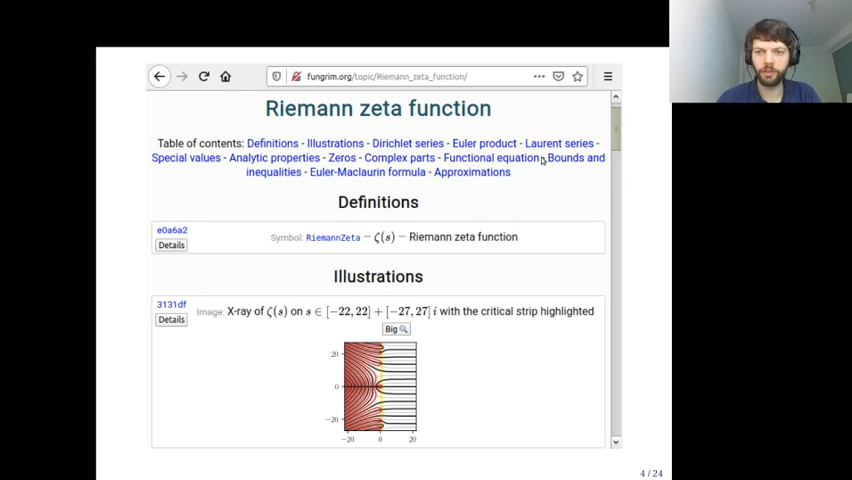 fungrim.org/topic/Riemann_zeta_function/
Riemann zeta function
Table of contents: Definitions - Illustrations - Dirichlet series - Euler product - Laurent series -
Special values - Analytic properties - Zeros - Complex parts - Functional equation - Bounds and
inequalities - Euler-Maclaurin formula - Approximations
Definitions
e0a6a2
Details
Symbol: RiemannZeta — ζ(s) — Riemann zeta function
Illustrations
3131df
Details
Image: X-ray of ζ(s) on s ∈ [−22, 22] + [−27, 27] i with the critical strip highlighted
Big
20
0
−20
−20 0 20
4 / 24